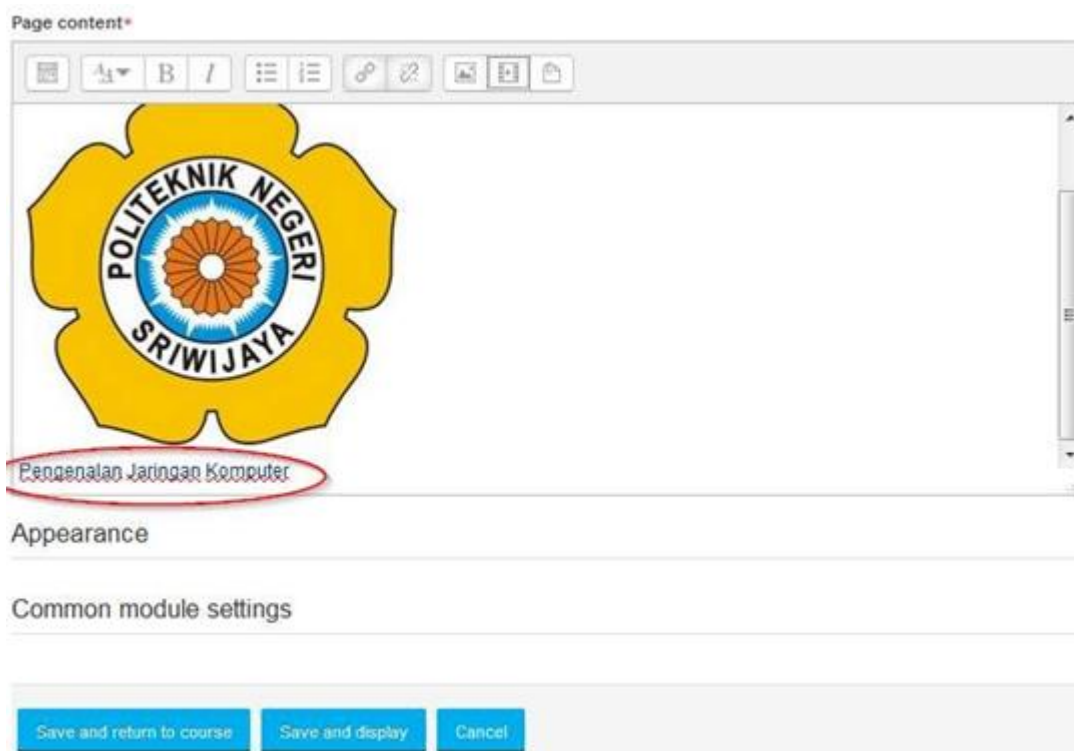 Page content*
B I
POLITEKNIK NEGERI
SRIWIJAYA
Pengenalan Jaringan Komputer
Appearance
Common module settings
Save and return to course Save and display Cancel